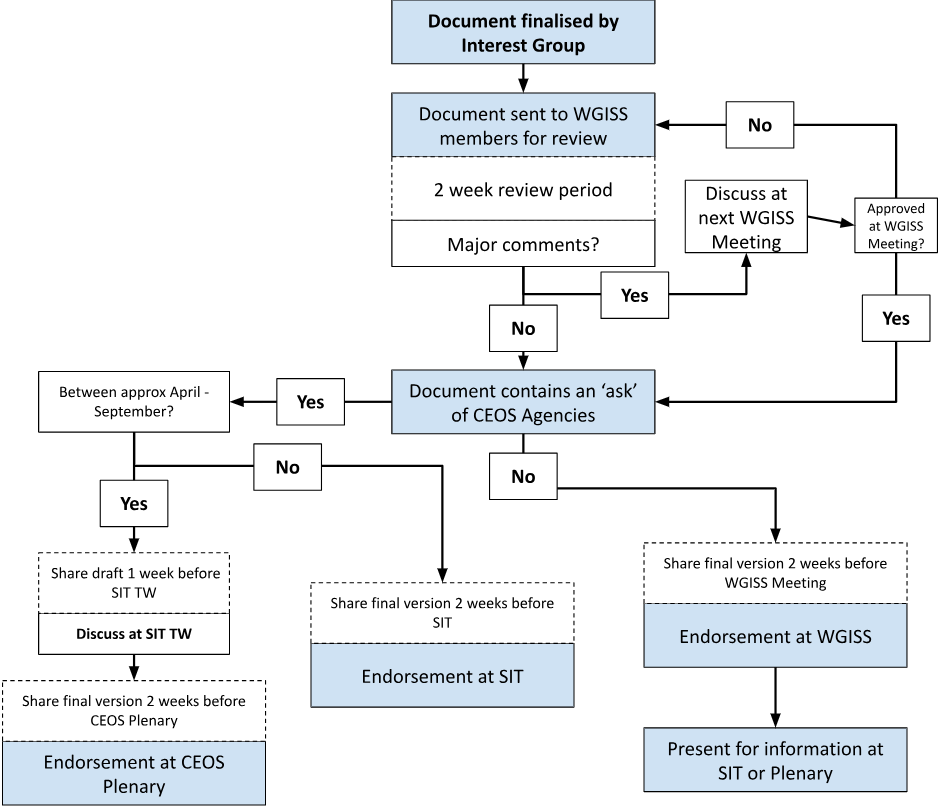 Document finalised by
Interest Group
Document sent to WGISS
members for review
No
2 week review period
Discuss at
next WGISS
Meeting
Approved
at WGISS
Meeting?
Major comments?
Yes
No
Yes
Between approx April -
September?
Yes
Document contains an ‘ask’
of CEOS Agencies
No
No
Yes
Share draft 1 week before
SIT TW
Discuss at SIT TW
Share final version 2 weeks before
CEOS Plenary
Endorsement at CEOS
Plenary
Share final version 2 weeks before
SIT
Endorsement at SIT
Share final version 2 weeks before
WGISS Meeting
Endorsement at WGISS
Present for information at
SIT or Plenary